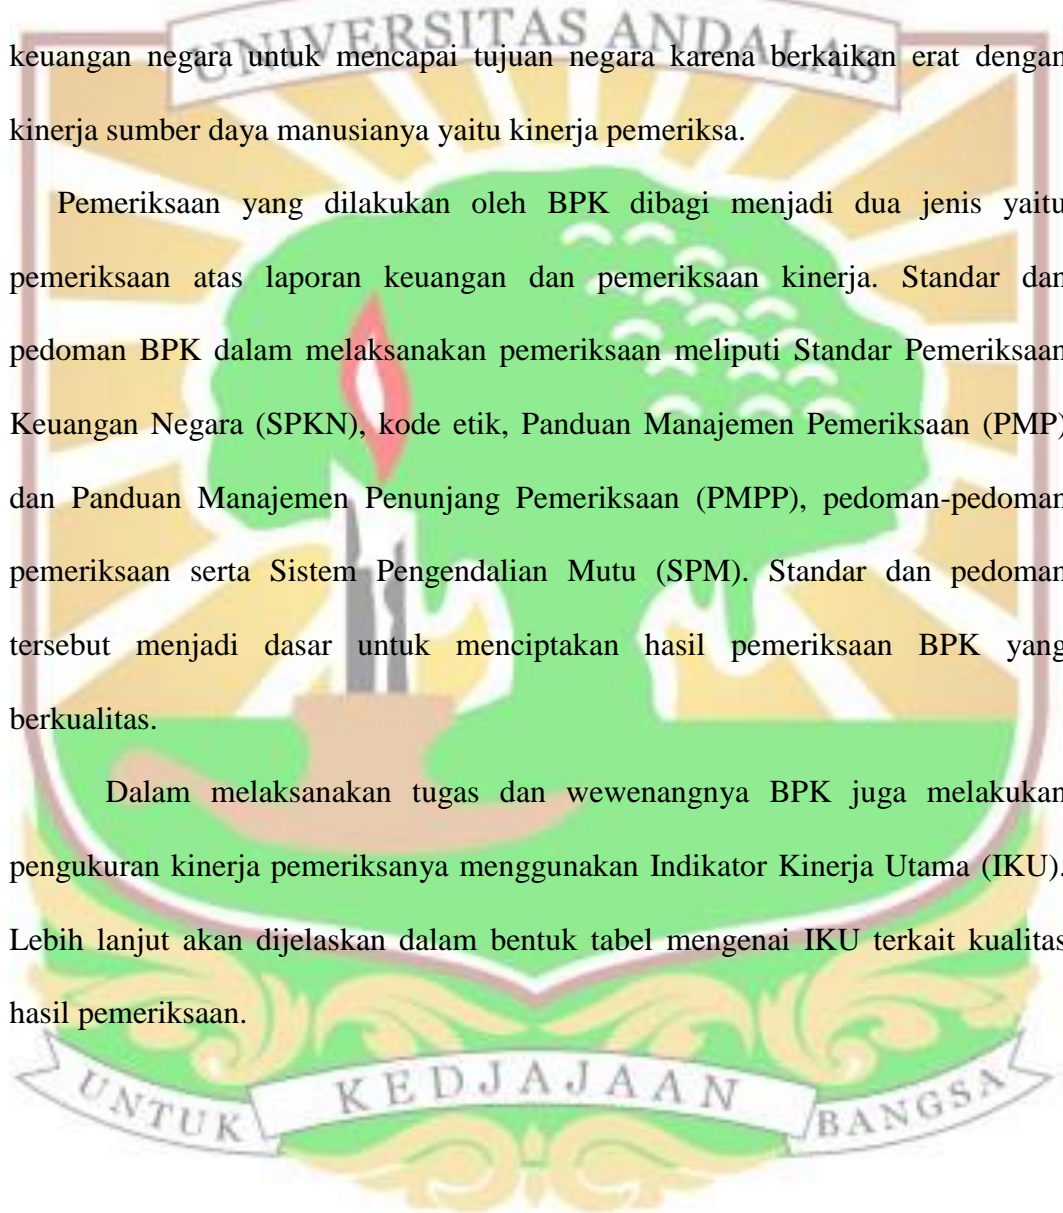 UNIVERSITAS ANDALAS
keuangan negara untuk mencapai tujuan negara karena berkaikan erat dengan
kinerja sumber daya manusianya yaitu kinerja pemeriksa.
Pemeriksaan yang dilakukan oleh BPK dibagi menjadi dua jenis yaitu
pemeriksaan atas laporan keuangan dan pemeriksaan kinerja. Standar dan
pedoman BPK dalam melaksanakan pemeriksaan meliputi Standar Pemeriksaan
Keuangan Negara (SPKN), kode etik, Panduan Manajemen Pemeriksaan (PMP)
dan Panduan Manajemen Penunjang Pemeriksaan (PMPP), pedoman-pedoman
pemeriksaan serta Sistem Pengendalian Mutu (SPM). Standar dan pedoman
tersebut menjadi dasar untuk menciptakan hasil pemeriksaan BPK yang
berkualitas.
Dalam melaksanakan tugas dan wewenangnya BPK juga melakukan
pengukuran kinerja pemeriksanya menggunakan Indikator Kinerja Utama (IKU).
Lebih lanjut akan dijelaskan dalam bentuk tabel mengenai IKU terkait kualitas
hasil pemeriksaan.
UNTUK KEDJAJAAN BANGSA